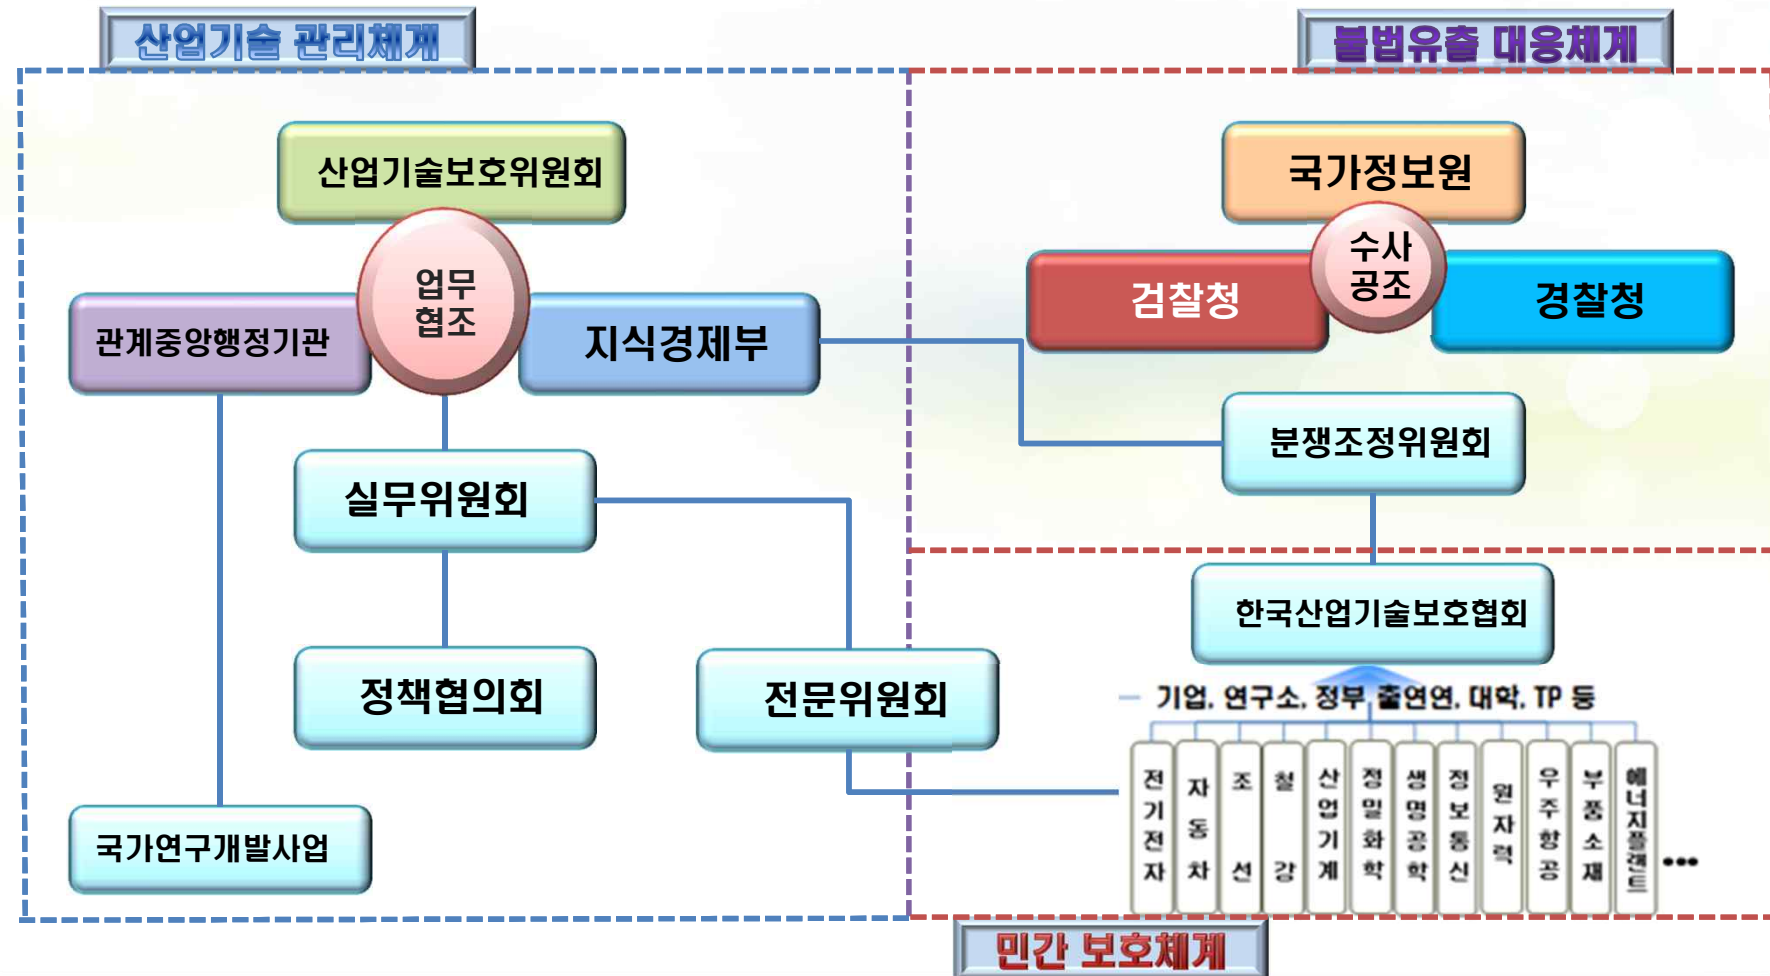 산업기술 관리체계
불법유출 대응체계
산업기술보호위원회
업무
협조
관계중앙행정기관
지식경제부
실무위원회
정책협의회
전문위원회
국가연구개발사업
국가정보원
수사
공조
검찰청
경찰청
분쟁조정위원회
한국산업기술보호협회
기업, 연구소, 정부 출연연, 대학, TP 등
전기전자
자동차
조선
철강
산업기계
정밀화학
생명공학
정보통신
원자력
우주항공
부품소재
에너지플랜트
•••
민간 보호체계